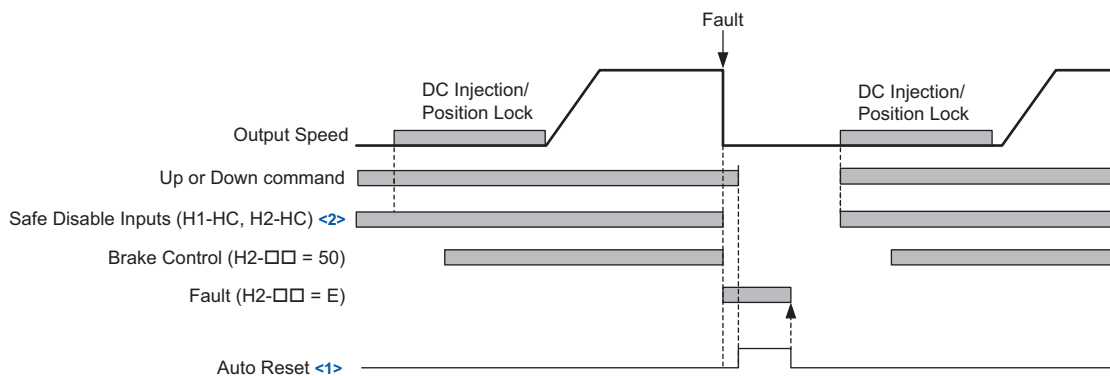 Fault
DC Injection/
Position Lock
DC Injection/
Position Lock
Output Speed
Up or Down command
Safe Disable Inputs (H1-HC, H2-HC) <2>
Brake Control (H2-□□ = 50)
Fault (H2-□□ = E)
Auto Reset <1>